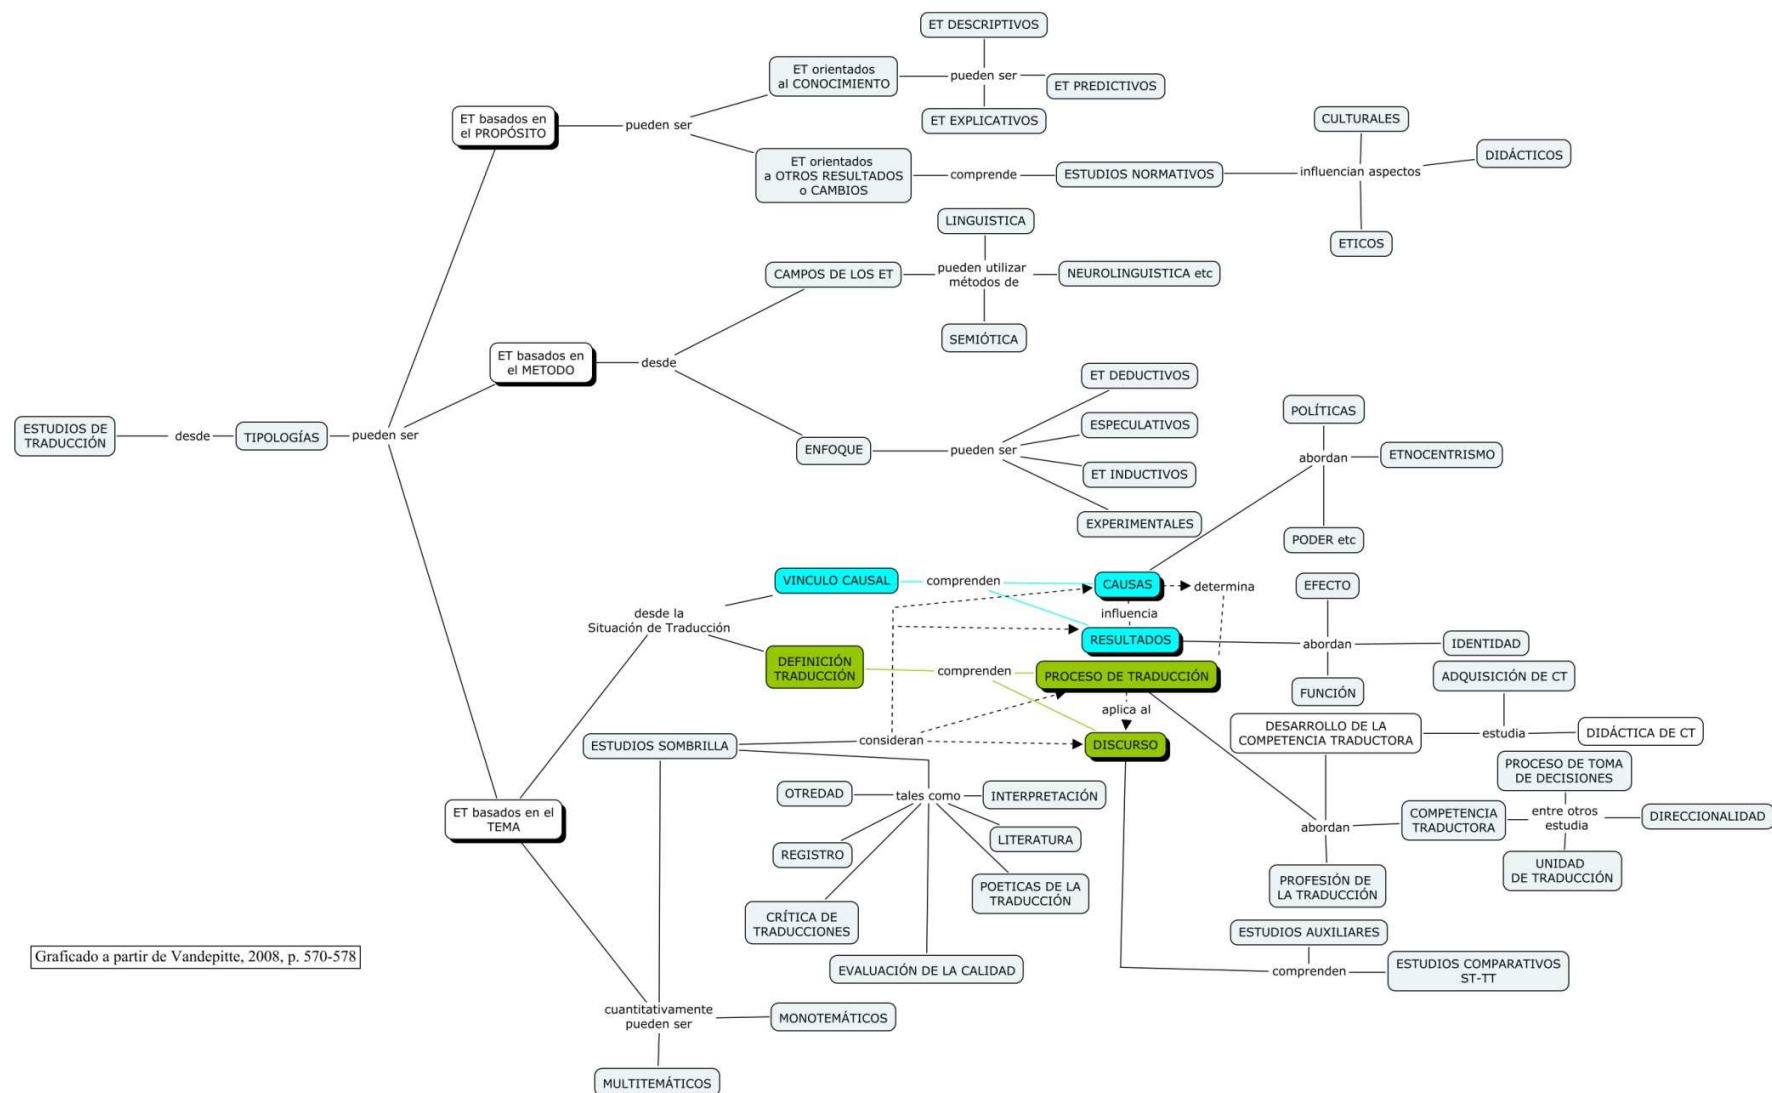 ESTUDIOS DE
TRADUCCIÓN
desde
TIPOLOGÍAS
pueden ser
ET basados en
el PROPÓSITO
pueden ser
ET orientados
al CONOCIMIENTO
pueden ser
ET DESCRIPTIVOS
ET PREDICTIVOS
ET EXPLICATIVOS
ET orientados
a OTROS RESULTADOS
o CAMBIOS
comprende
ESTUDIOS NORMATIVOS
influencian aspectos
CULTURALES
DIDÁCTICOS
ETICOS
ET basados en
el METODO
desde
CAMPOS DE LOS ET
pueden utilizar
métodos de
LINGUISTICA
NEUROLINGUISTICA etc
SEMIÓTICA
ENFOQUE
pueden ser
ET DEDUCTIVOS
ESPECULATIVOS
ET INDUCTIVOS
EXPERIMENTALES
ET basados en el
TEMA
desde la
Situación de Traducción
VINCULO CAUSAL
comprenden
CAUSAS
determina
influencia
RESULTADOS
abordan
POLÍTICAS
ETNOCENTRISMO
PODER etc
abordan
EFECTO
IDENTIDAD
FUNCIÓN
DEFINICIÓN
TRADUCCIÓN
comprenden
PROCESO DE TRADUCCIÓN
aplica al
DISCURSO
abordan
DESARROLLO DE LA
COMPETENCIA TRADUCTORA
estudia
ADQUISICIÓN DE CT
DIDÁCTICA DE CT
COMPETENCIA
TRADUCTORA
entre otros
estudia
PROCESO DE TOMA
DE DECISIONES
DIRECCIONALIDAD
UNIDAD
DE TRADUCCIÓN
PROFESIÓN DE
LA TRADUCCIÓN
comprenden
ESTUDIOS AUXILIARES
ESTUDIOS COMPARATIVOS
ST-TT
ESTUDIOS SOMBRILLA
consideran
tales como
OTREDAD
INTERPRETACIÓN
LITERATURA
REGISTRO
POETICAS DE LA
TRADUCCIÓN
CRÍTICA DE
TRADUCCIONES
EVALUACIÓN DE LA CALIDAD
cuantitativamente
pueden ser
MONOTEMÁTICOS
MULTITEMÁTICOS
Graficado a partir de Vandepitte, 2008, p. 570-578